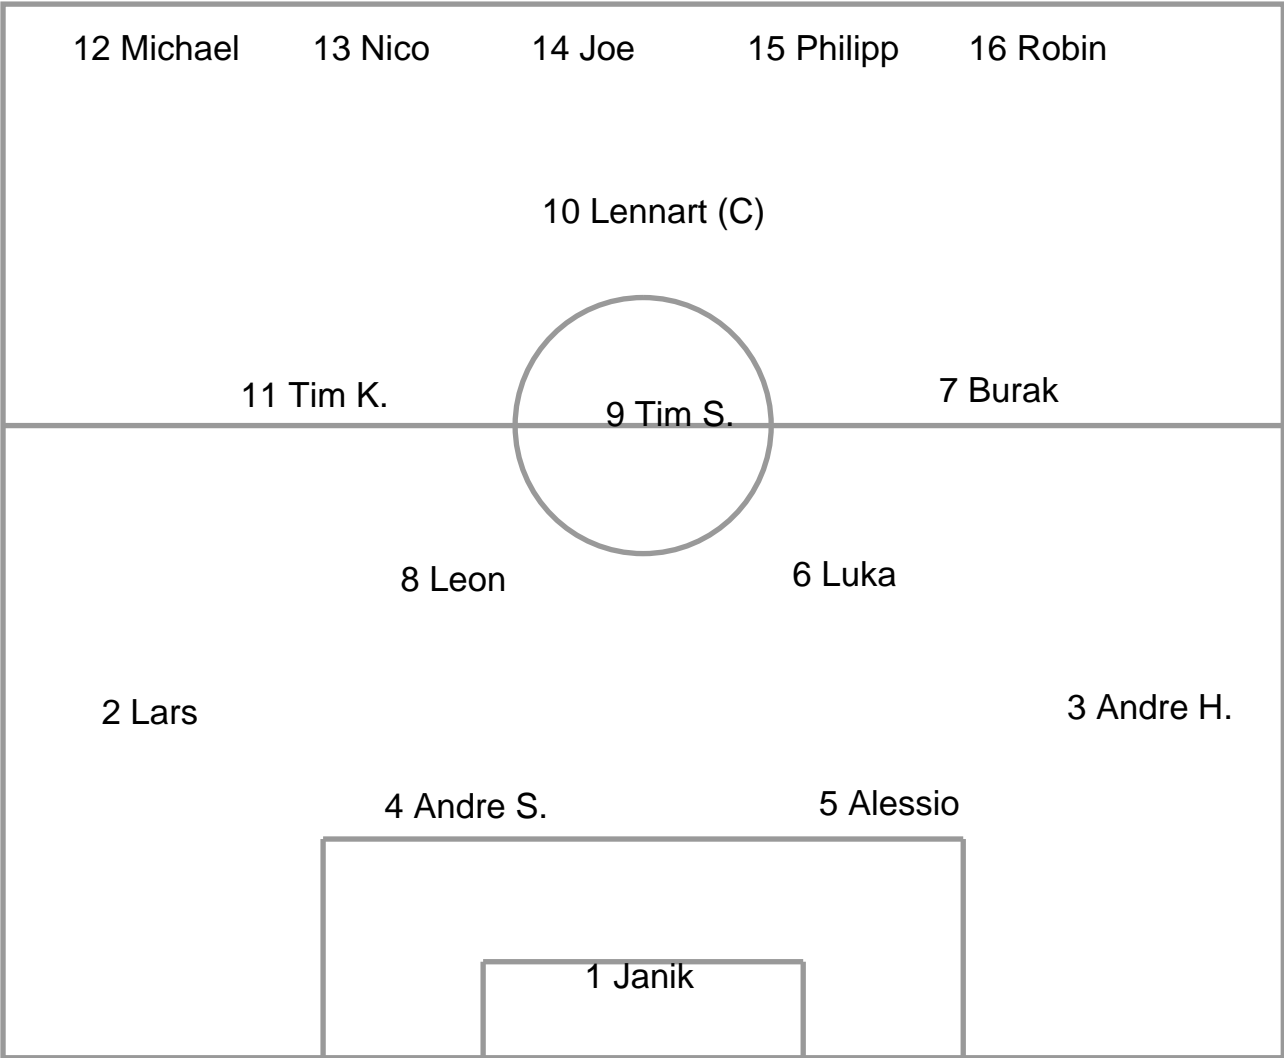 12 Michael 13 Nico 14 Joe 15 Philipp 16 Robin
10 Lennart (C)
11 Tim K. 9 Tim S. 7 Burak
8 Leon 6 Luka
2 Lars 3 Andre H.
4 Andre S. 5 Alessio
1 Janik